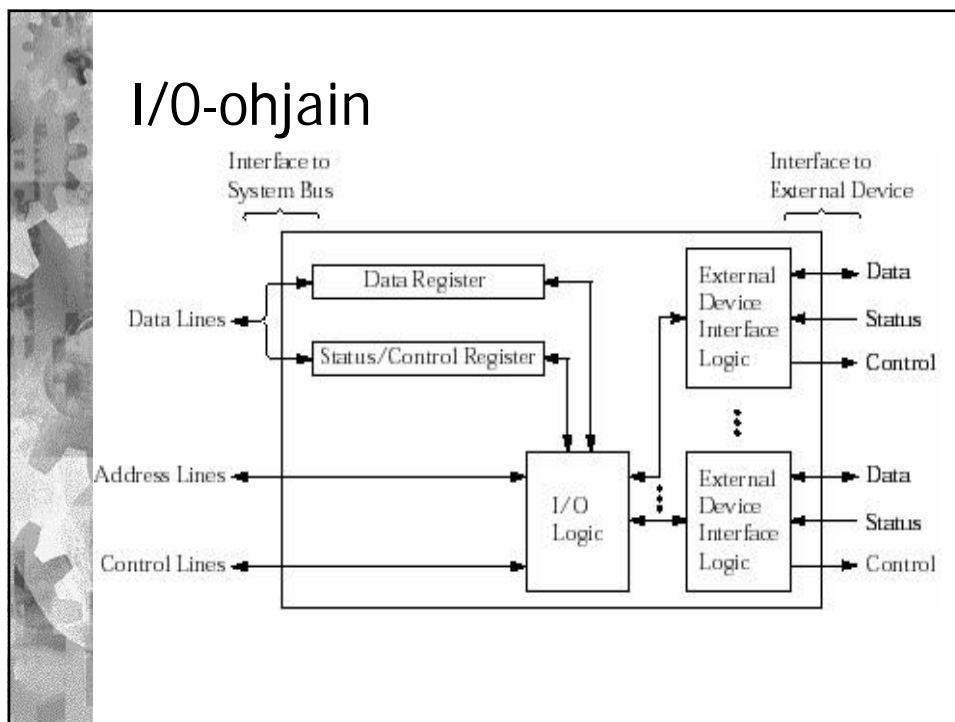 I/0-ohjain
Interface to
System Bus
Interface to
External Device
Data Register
Data Lines
Status/Control Register
External
Device
Interface
Logic
Data
Status
Control
Address Lines
Control Lines
I/O
Logic
External
Device
Interface
Logic
Data
Status
Control